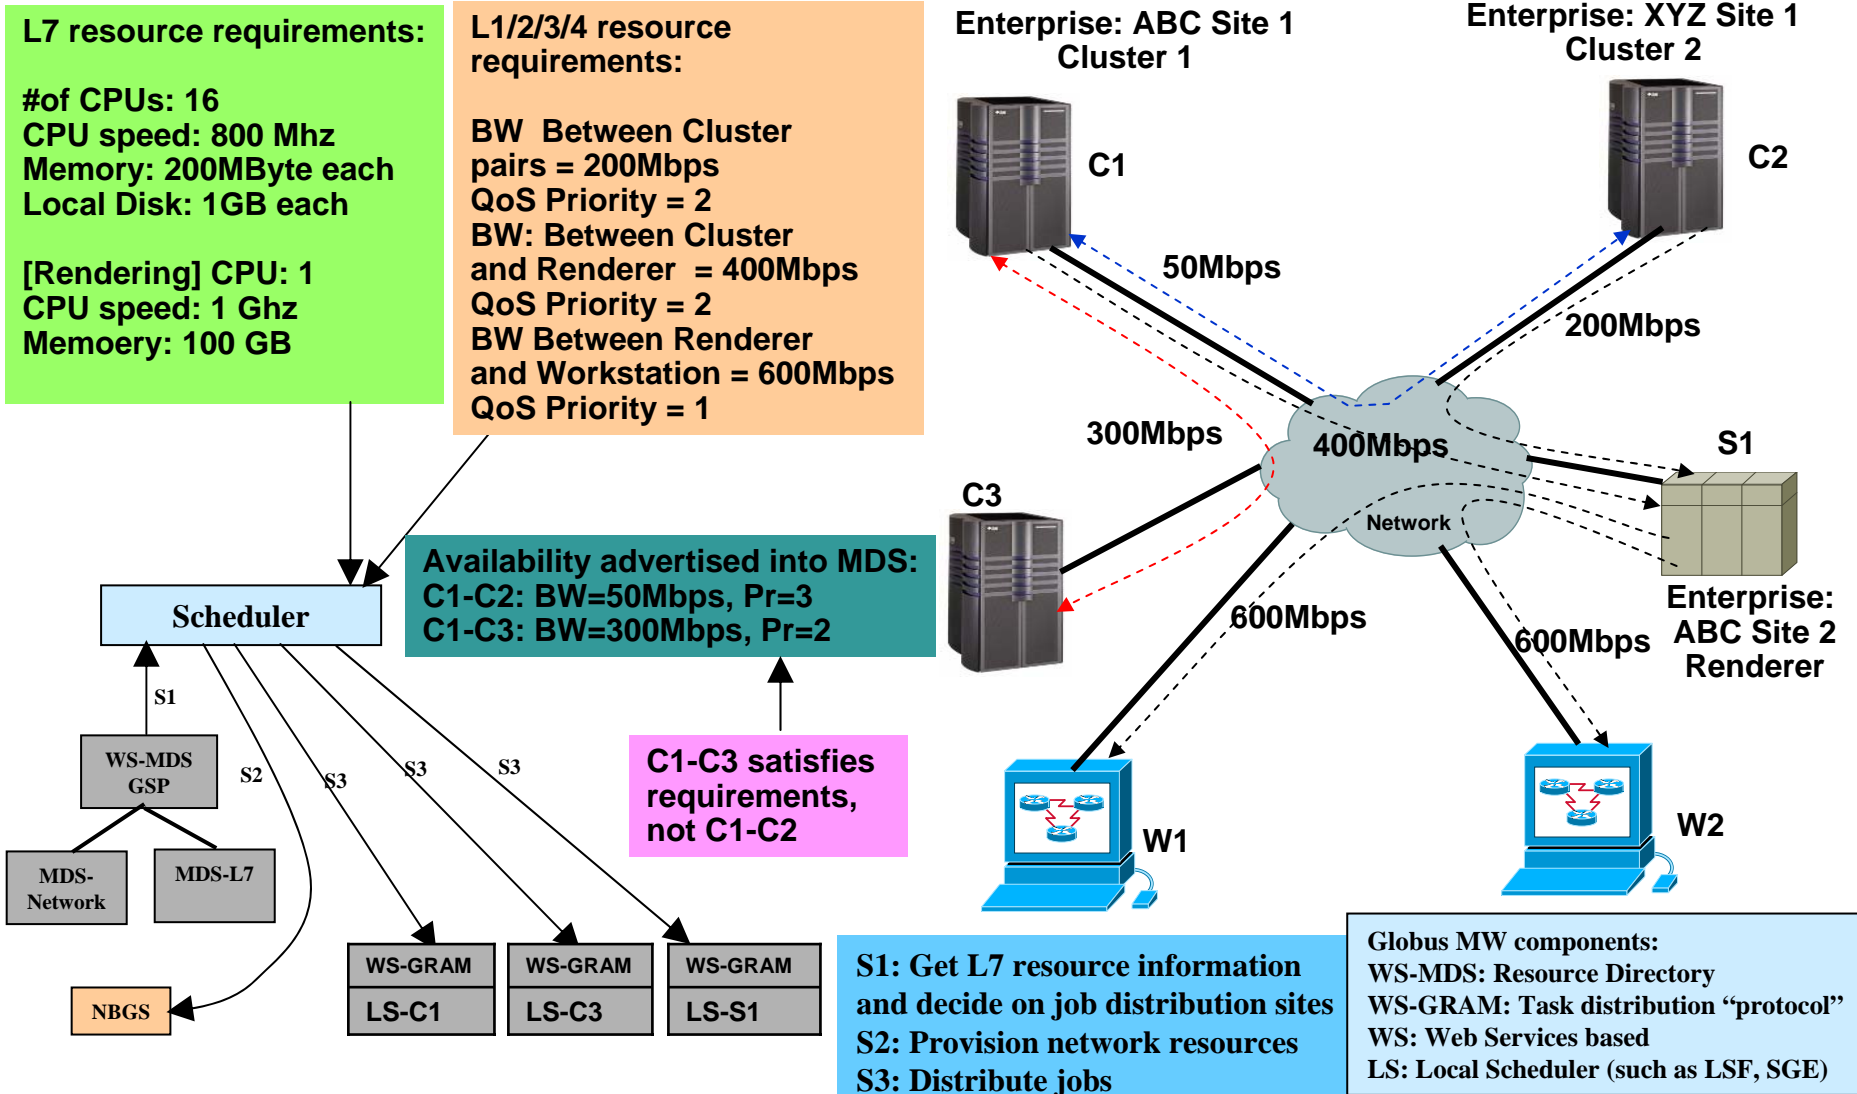 L7 resource requirements:
#of CPUs: 16
CPU speed: 800 Mhz
Memory: 200MByte each
Local Disk: 1GB each
[Rendering] CPU: 1
CPU speed: 1 Ghz
Memoery: 100 GB
L1/2/3/4 resource
requirements:
BW Between Cluster
pairs = 200Mbps
QoS Priority = 2
BW: Between Cluster
and Renderer = 400Mbps
QoS Priority = 2
BW Between Renderer
and Workstation = 600Mbps
QoS Priority = 1
Enterprise: ABC Site 1
Cluster 1
Enterprise: XYZ Site 1
Cluster 2
C1
C2
50Mbps
200Mbps
300Mbps
400Mbps
S1
C3
Network
Enterprise:
ABC Site 2
Renderer
600Mbps
600Mbps
W1
W2
Availability advertised into MDS:
C1-C2: BW=50Mbps, Pr=3
C1-C3: BW=300Mbps, Pr=2
C1-C3 satisfies
requirements,
not C1-C2
Scheduler
S1
WS-MDS
GSP
S2
S3
S3
S3
MDS-
Network
MDS-L7
NBGS
WS-GRAM
LS-C1
WS-GRAM
LS-C3
WS-GRAM
LS-S1
S1: Get L7 resource information
and decide on job distribution sites
S2: Provision network resources
S3: Distribute jobs
Globus MW components:
WS-MDS: Resource Directory
WS-GRAM: Task distribution “protocol”
WS: Web Services based
LS: Local Scheduler (such as LSF, SGE)